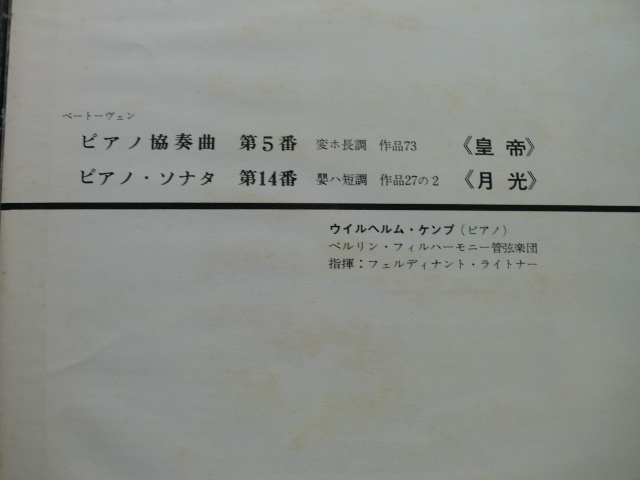 ベートーヴェン
ピアノ協奏曲 第5番 変ホ長調 作品73 《皇帝》
ピアノ・ソナタ 第14番 嬰ハ短調 作品27の2 《月光》
ウイルヘルム・ケンプ(ピアノ)
ベルリン・フィルハーモニー管弦楽団
指揮:フェルディナント・ライトナー